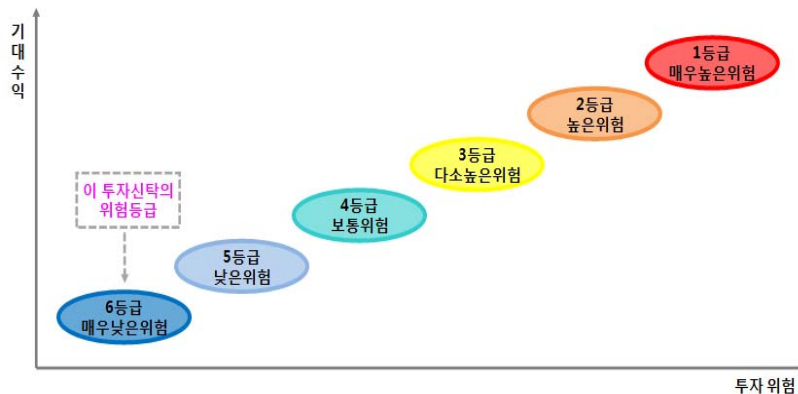 기대수익
1등급
매우높은위험
2등급
높은위험
3등급
다소높은위험
4등급
보통위험
5등급
낮은위험
이 투자신탁의
위험등급
6등급
매우낮은위험
투자 위험